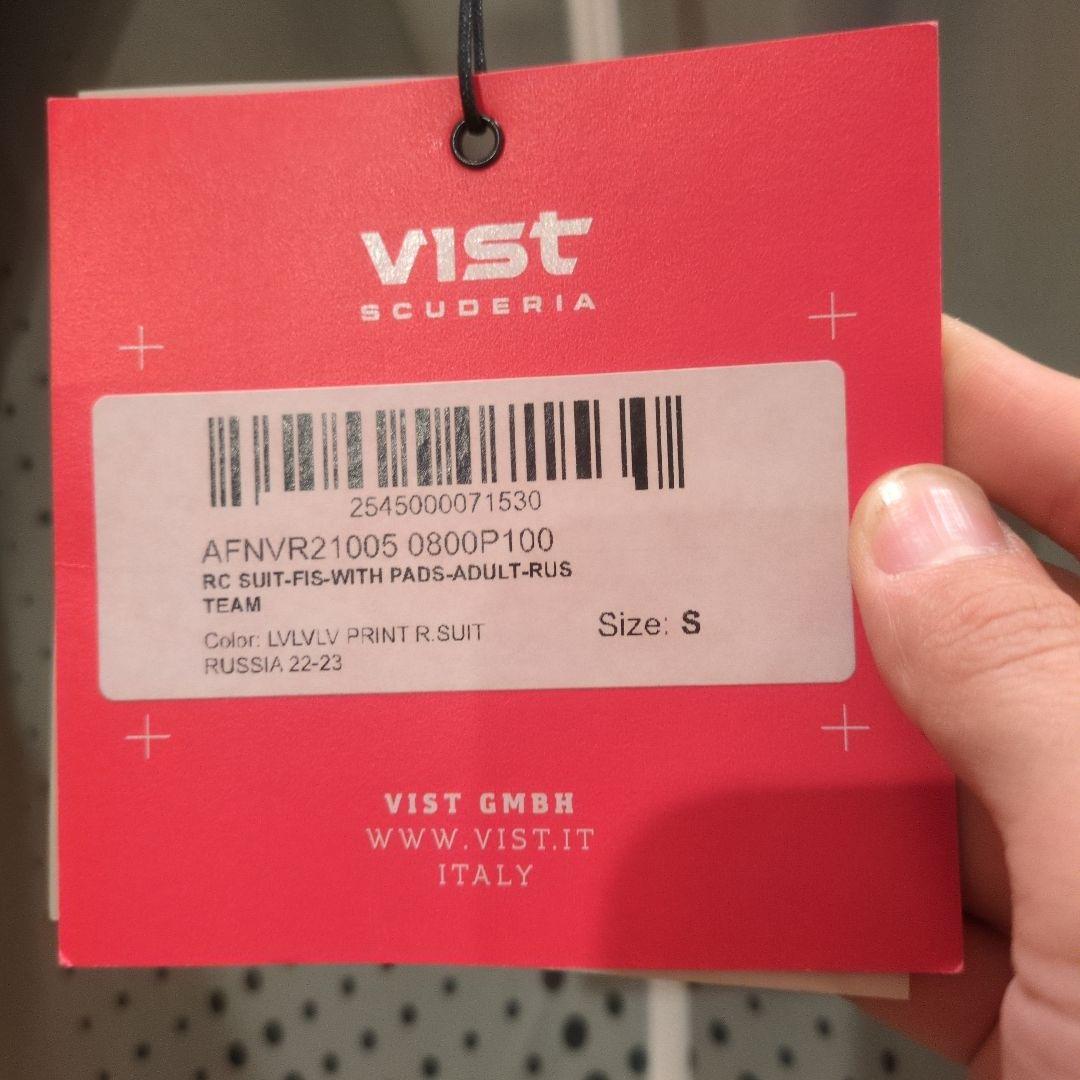 vist
SCUDERIA
2545000071530
AFNVR21005 0800P100
RC SUIT-FIS-WITH PADS-ADULT-RUS
TEAM
Color: LVLVLV PRINT R.SUIT
RUSSIA 22-23
Size: S
VIST GMBH
WWW.VIST.IT
ITALY